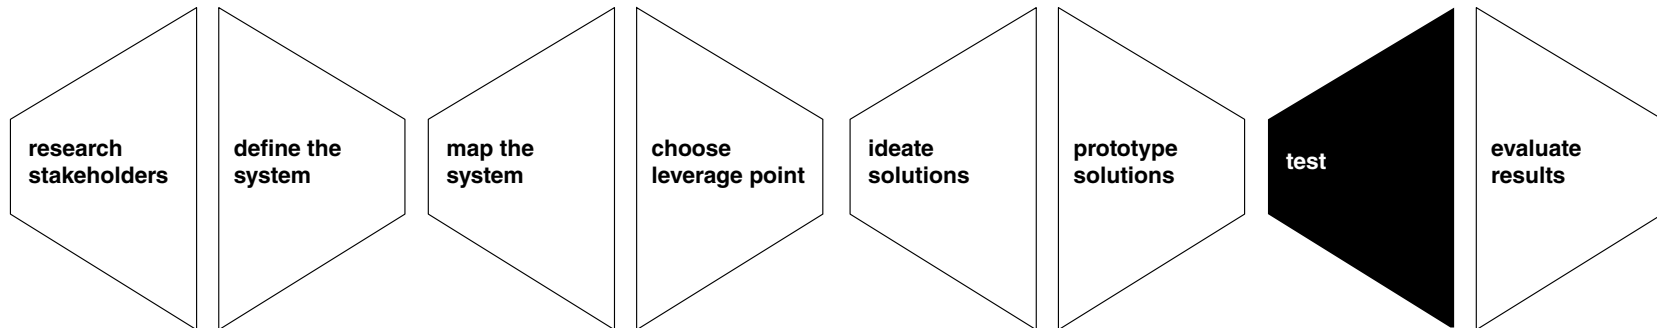 research
stakeholders
define the
system
map the
system
choose
leverage point
ideate
solutions
prototype
solutions
test
evaluate
results